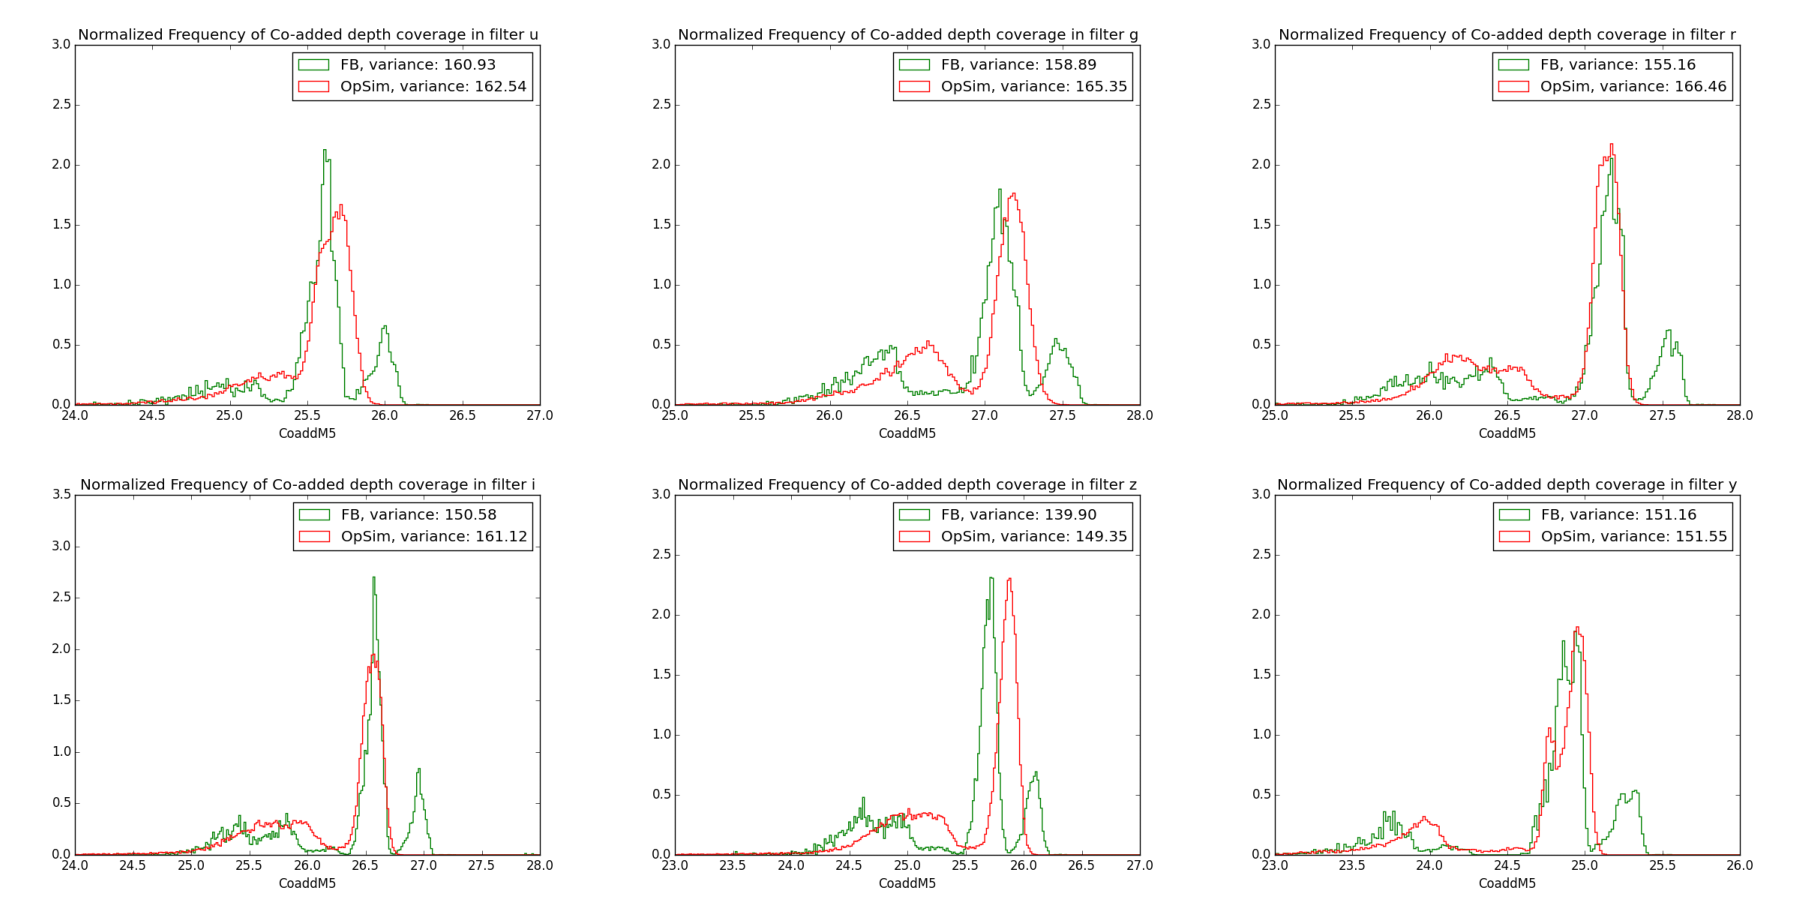 Normalized Frequency of Co-added depth coverage in filter u
3.0
2.5
2.0
1.5
1.0
0.5
0.0
FB, variance: 160.93
OpSim, variance: 162.54
24.0 24.5 25.0 25.5 26.0 26.5 27.0
CoaddM5
Normalized Frequency of Co-added depth coverage in filter g
3.0
2.5
2.0
1.5
1.0
0.5
0.0
FB, variance: 158.89
OpSim, variance: 165.35
25.0 25.5 26.0 26.5 27.0 27.5 28.0
CoaddM5
Normalized Frequency of Co-added depth coverage in filter r
3.0
2.5
2.0
1.5
1.0
0.5
0.0
FB, variance: 155.16
OpSim, variance: 166.46
25.0 25.5 26.0 26.5 27.0 27.5 28.0
CoaddM5
Normalized Frequency of Co-added depth coverage in filter i
3.5
3.0
2.5
2.0
1.5
1.0
0.5
0.0
FB, variance: 150.58
OpSim, variance: 161.12
24.0 24.5 25.0 25.5 26.0 26.5 27.0 27.5 28.0
CoaddM5
Normalized Frequency of Co-added depth coverage in filter z
3.0
2.5
2.0
1.5
1.0
0.5
0.0
FB, variance: 139.90
OpSim, variance: 149.35
23.0 23.5 24.0 24.5 25.0 25.5 26.0 26.5 27.0
CoaddM5
Normalized Frequency of Co-added depth coverage in filter y
3.0
2.5
2.0
1.5
1.0
0.5
0.0
FB, variance: 151.16
OpSim, variance: 151.55
23.0 23.5 24.0 24.5 25.0 25.5 26.0
CoaddM5